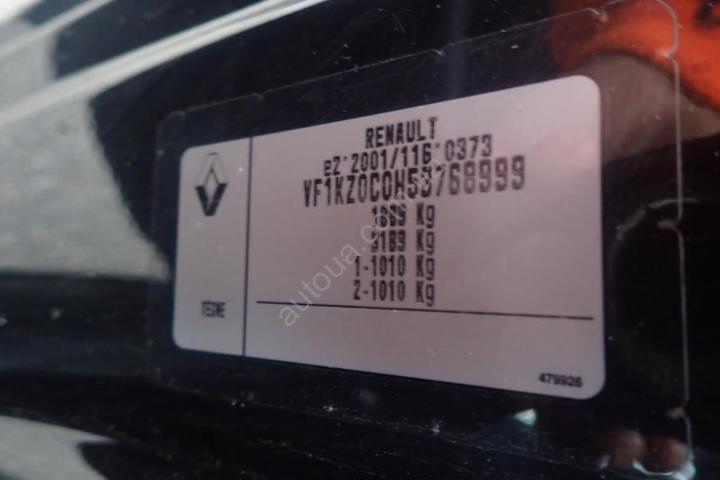 RENAULT
e2*2001/116*0373
VF1KZ0C0H53768999
1889 Kg
3189 Kg
1-1010 Kg
2-1010 Kg
479926
autoua.com